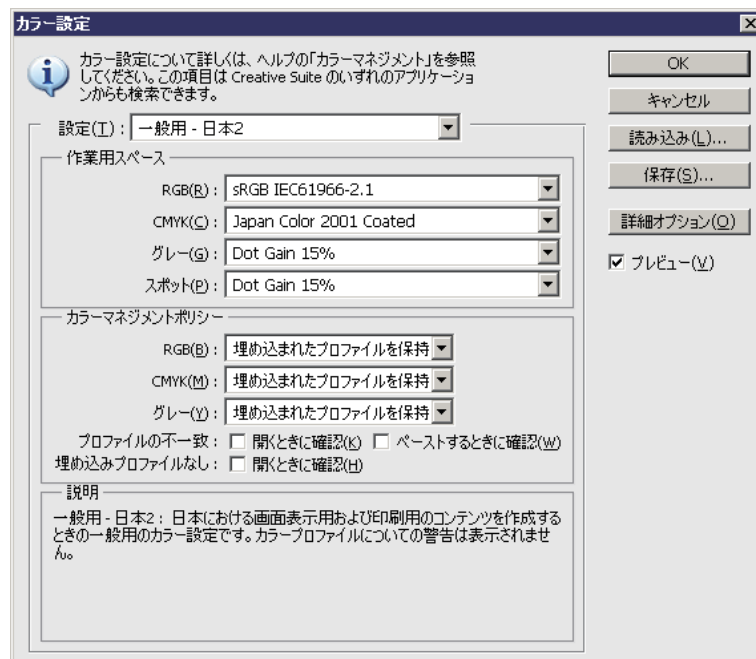 カラー設定
カラー設定について詳しくは、ヘルプの「カラーマネジメント」を参照
してください。この項目は Creative Suite のいずれのアプリケーショ
ンからも検索できます。
設定(T): 一般用 - 日本2
作業用スペース
RGB(R): sRGB IEC61966-2.1
CMYK(C): Japan Color 2001 Coated
グレー(G): Dot Gain 15%
スポット(P): Dot Gain 15%
カラーマネジメントポリシー
RGB(B): 埋め込まれたプロファイルを保持
CMYK(M): 埋め込まれたプロファイルを保持
グレー(Y): 埋め込まれたプロファイルを保持
プロファイルの不一致: 開くときに確認(K) ペーストするときに確認(W)
埋め込みプロファイルなし: 開くときに確認(H)
説明
一般用 - 日本2: 日本における画面表示用および印刷用のコンテンツを作成する
ときの一般用のカラー設定です。カラープロファイルについての警告は表示されませ
ん。
OK
キャンセル
読み込み(L)...
保存(S)...
詳細オプション(O)
プレビュー(V)